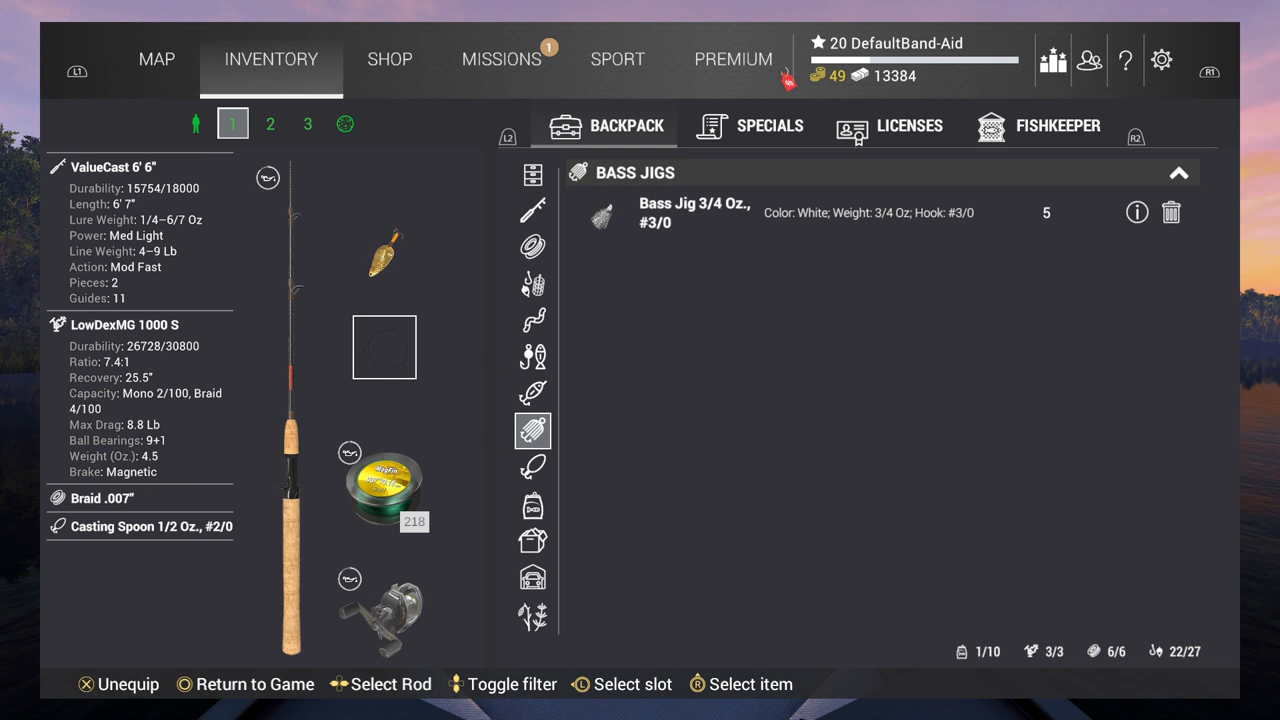 L1
MAP
INVENTORY
SHOP
MISSIONS
1
SPORT
PREMIUM
20 DefaultBand-Aid
49 13384
?
R1
1
2
3
L2
BACKPACK
SPECIALS
LICENSES
FISHKEEPER
R2
ValueCast 6' 6"
Durability: 15754/18000
Length: 6' 7"
Lure Weight: 1/4–6/7 Oz
Power: Med Light
Line Weight: 4–9 Lb
Action: Mod Fast
Pieces: 2
Guides: 11
LowDexMG 1000 S
Durability: 26728/30800
Ratio: 7.4:1
Recovery: 25.5"
Capacity: Mono 2/100, Braid
4/100
Max Drag: 8.8 Lb
Ball Bearings: 9+1
Weight (Oz.): 4.5
Brake: Magnetic
Braid .007"
Casting Spoon 1/2 Oz., #2/0
MagFin
218
BASS JIGS
Bass Jig 3/4 Oz.,
#3/0
Color: White; Weight: 3/4 Oz; Hook: #3/0
5
1/10
3/3
6/6
22/27
Unequip
Return to Game
Select Rod
Toggle filter
L Select slot
R Select item